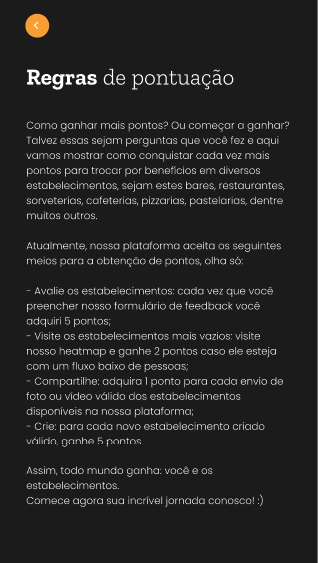 Regras de pontuação
Como ganhar mais pontos? Ou começar a ganhar?
Talvez essas sejam perguntas que você fez e aqui
vamos mostrar como conquistar cada vez mais
pontos para trocar por benefícios em diversos
estabelecimentos, sejam estes bares, restaurantes,
sorveterias, cafeterias, pizzarias, pastelarias, dentre
muitos outros.
Atualmente, nossa plataforma aceita os seguintes
meios para a obtenção de pontos, olha só:
- Avalie os estabelecimentos: cada vez que você
preencher nosso formulário de feedback você
adquiri 5 pontos;
- Visite os estabelecimentos mais vazios: visite
nosso heatmap e ganhe 2 pontos caso ele esteja
com um fluxo baixo de pessoas;
- Compartilhe: adquira 1 ponto para cada envio de
foto ou vídeo válido dos estabelecimentos
disponíveis na nossa plataforma;
- Crie: para cada novo estabelecimento criado
válido, ganhe 5 pontos
Assim, todo mundo ganha: você e os
estabelecimentos.
Comece agora sua incrível jornada conosco! :)